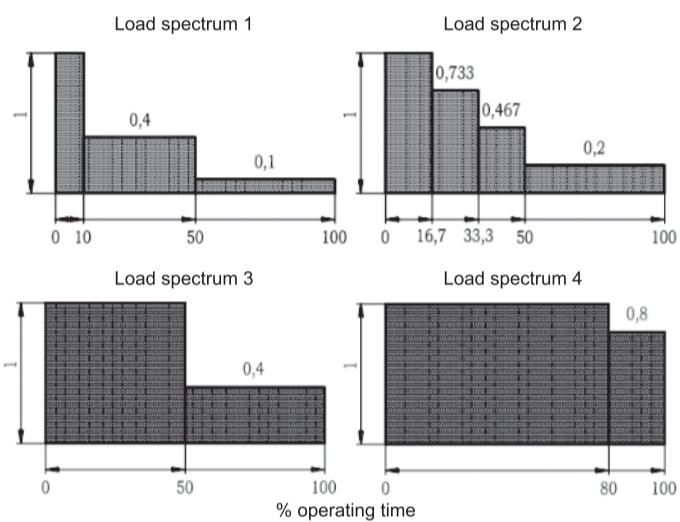 Load spectrum 1
1
0,4
0,1
0 10 50 100
Load spectrum 2
1
0,733
0,467
0,2
0 16,7 33,3 50 100
Load spectrum 3
1
0,4
0 50 100
Load spectrum 4
1
0,8
0 80 100
% operating time